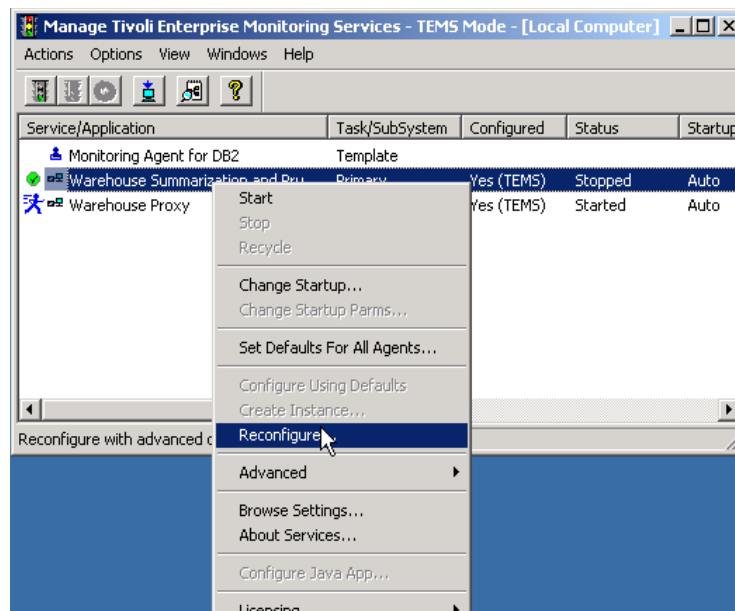 Manage Tivoli Enterprise Monitoring Services - TEMS Mode - [Local Computer]
Actions Options View Windows Help
Service/Application Task/SubSystem Configured Status Startup
Monitoring Agent for DB2 Template
Warehouse Summarization and Pru Primary Yes (TEMS) Stopped Auto
Warehouse Proxy Yes (TEMS) Started Auto
Start
Stop
Recycle
Change Startup...
Change Startup Parms...
Set Defaults For All Agents...
Configure Using Defaults
Create Instance...
Reconfigure
Reconfigure with advanced
Advanced
Browse Settings...
About Services...
Configure Java App...
Licensing